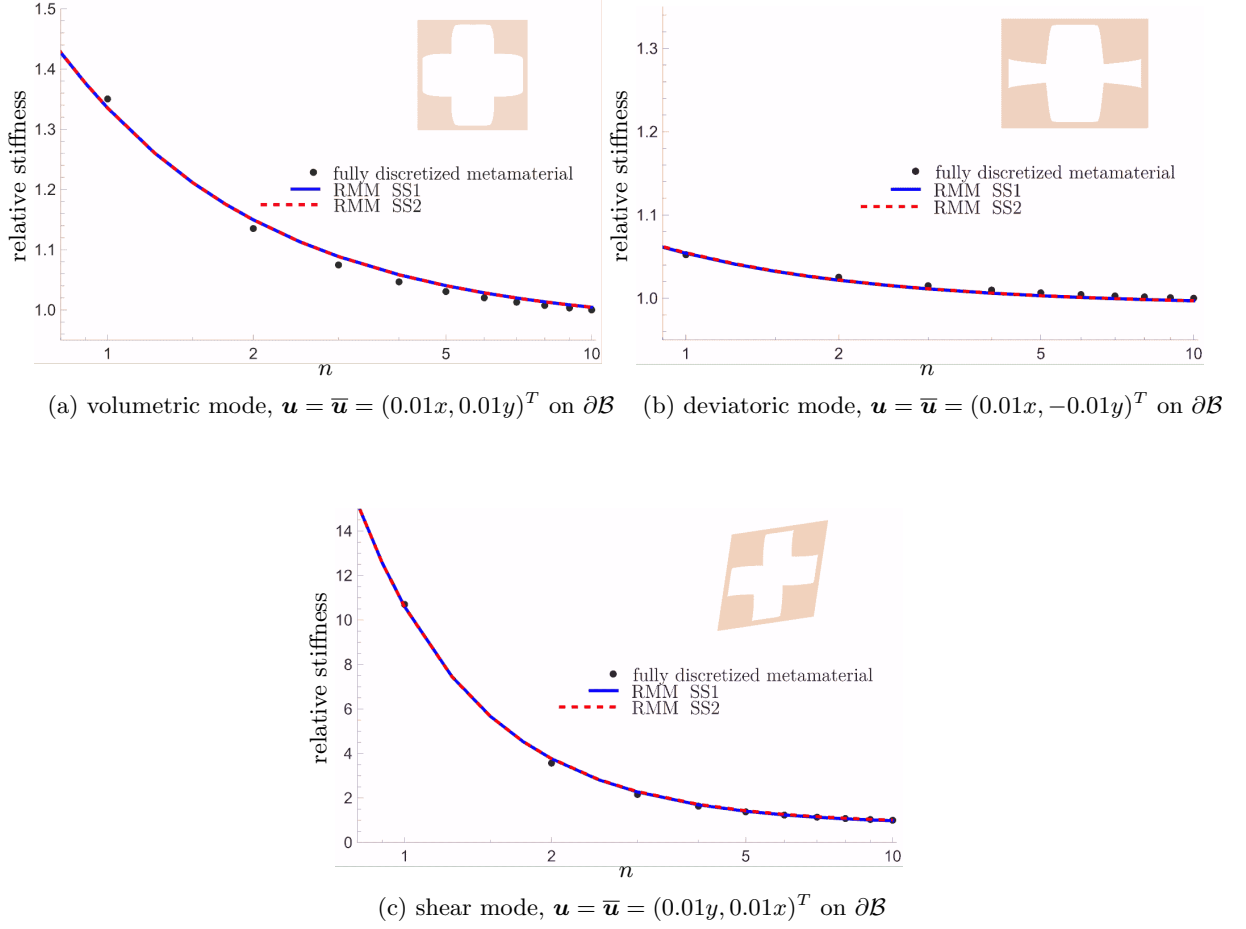 1.5
1.4
1.3
1.2
1.1
1.0
relative stiffness
fully discretized metamaterial
RMM SS1
RMM SS2
1 2 5 10
n
(a) volumetric mode, 𝒖 = 𝒖̅ = (0.01x, 0.01y)^T on ∂ℬ
1.3
1.2
1.1
1.0
relative stiffness
fully discretized metamaterial
RMM SS1
RMM SS2
1 2 5 10
n
(b) deviatoric mode, 𝒖 = 𝒖̅ = (0.01x, −0.01y)^T on ∂ℬ
14
12
10
8
6
4
2
0
relative stiffness
fully discretized metamaterial
RMM SS1
RMM SS2
1 2 5 10
n
(c) shear mode, 𝒖 = 𝒖̅ = (0.01y, 0.01x)^T on ∂ℬ